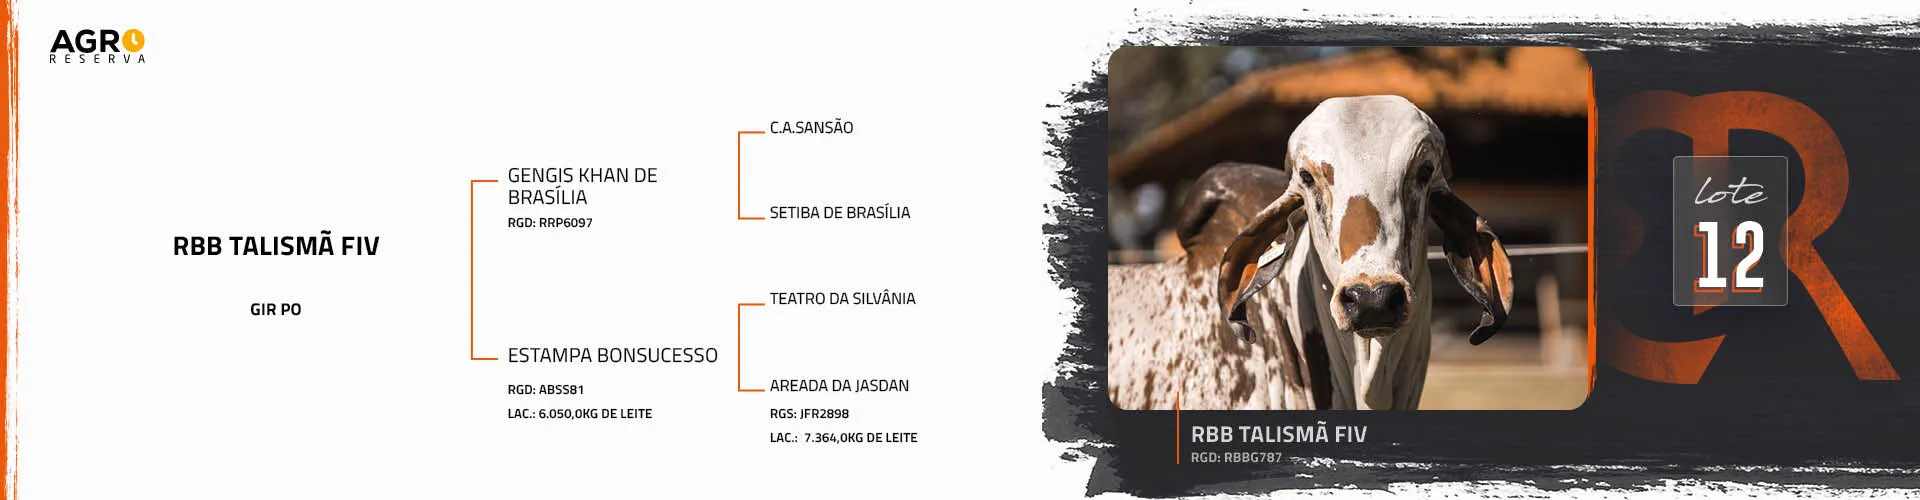 AGRO
RESERVA
RBB TALISMÃ FIV
GIR PO
GENGIS KHAN DE
BRASÍLIA
RGD: RRP6097
ESTAMPA BONSUCESSO
RGD: ABSS81
LAC.: 6.050,0KG DE LEITE
C.A.SANSÃO
SETIBA DE BRASÍLIA
TEATRO DA SILVÂNIA
AREADA DA JASDAN
RGS: JFR2898
LAC.: 7.364,0KG DE LEITE
lote
12
RBB TALISMÃ FIV
RGD: RBBG787